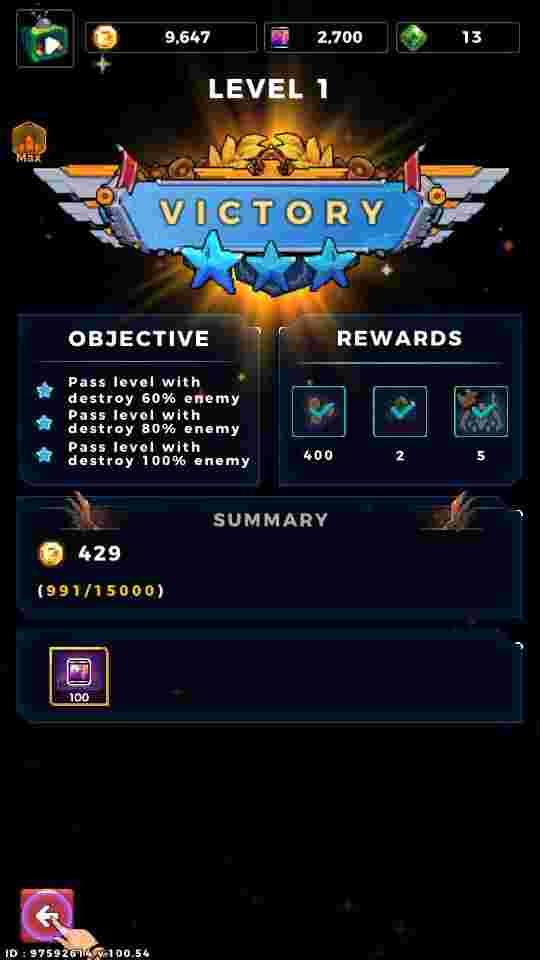 9,647
2,700
13
LEVEL 1
Max
VICTORY
OBJECTIVE
Pass level with
destroy 60% enemy
Pass level with
destroy 80% enemy
Pass level with
destroy 100% enemy
REWARDS
400
2
5
SUMMARY
429
(991/15000)
100